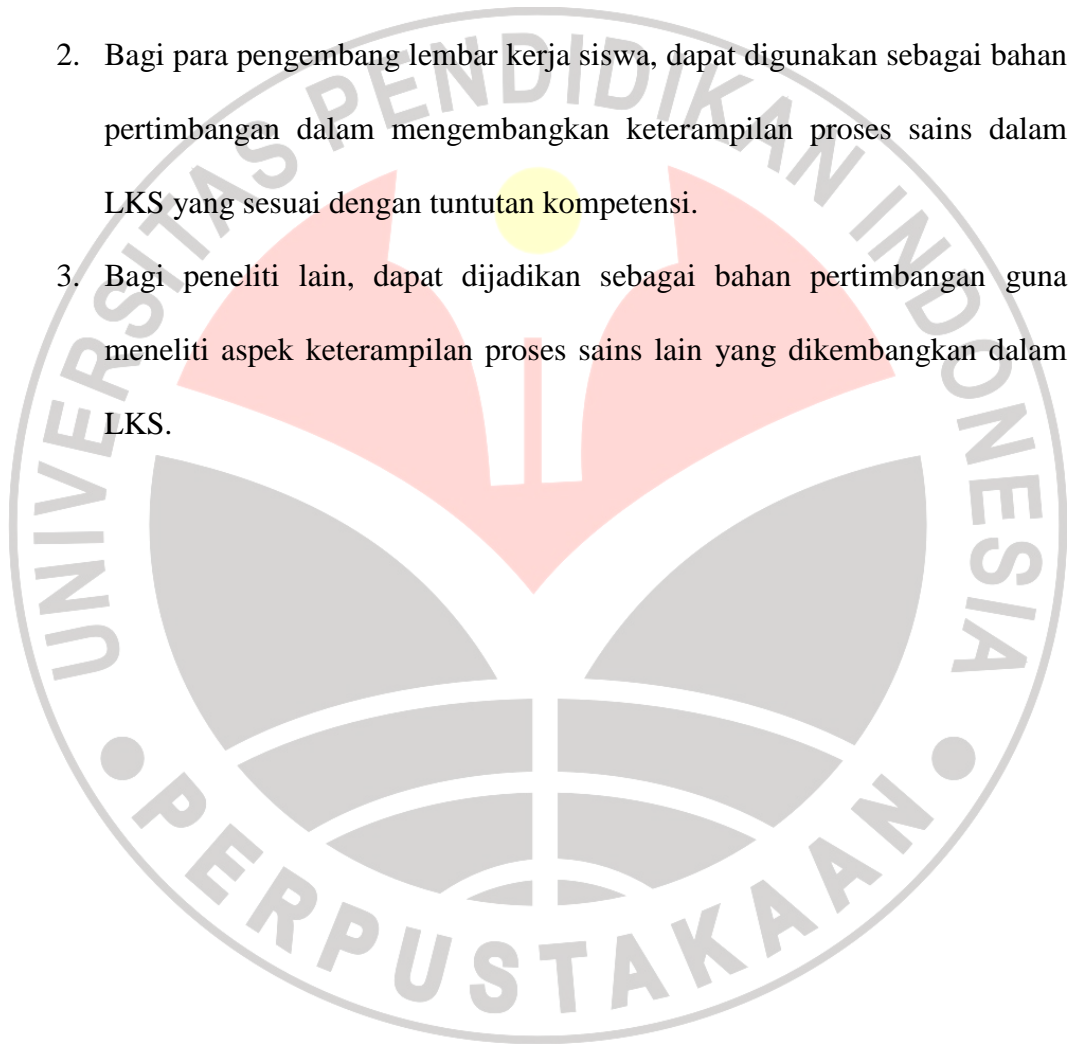 2. Bagi para pengembang lembar kerja siswa, dapat digunakan sebagai bahan
pertimbangan dalam mengembangkan keterampilan proses sains dalam
LKS yang sesuai dengan tuntutan kompetensi.
3. Bagi peneliti lain, dapat dijadikan sebagai bahan pertimbangan guna
meneliti aspek keterampilan proses sains lain yang dikembangkan dalam
LKS.
UNIVERSITAS PENDIDIKAN INDONESIA
PERPUSTAKAAN